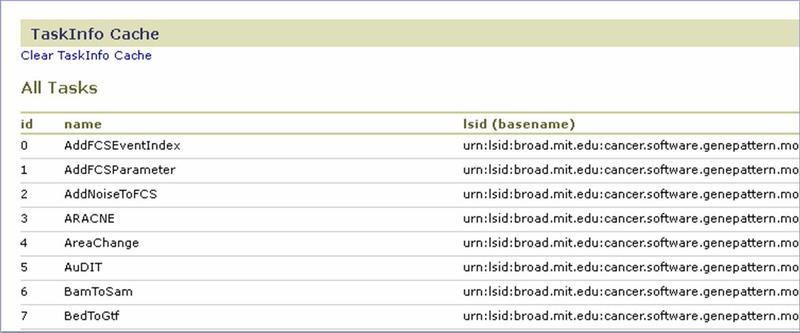 TaskInfo Cache
Clear TaskInfo Cache
All Tasks
id name lsid (basename)
0 AddFCSEventIndex urn:lsid:broad.mit.edu:cancer.software.genepattern.mo
1 AddFCSParameter urn:lsid:broad.mit.edu:cancer.software.genepattern.mo
2 AddNoiseToFCS urn:lsid:broad.mit.edu:cancer.software.genepattern.mo
3 ARACNE urn:lsid:broad.mit.edu:cancer.software.genepattern.mo
4 AreaChange urn:lsid:broad.mit.edu:cancer.software.genepattern.mo
5 AuDIT urn:lsid:broad.mit.edu:cancer.software.genepattern.mo
6 BamToSam urn:lsid:broad.mit.edu:cancer.software.genepattern.mo
7 BedToGtf urn:lsid:broad.mit.edu:cancer.software.genepattern.mo